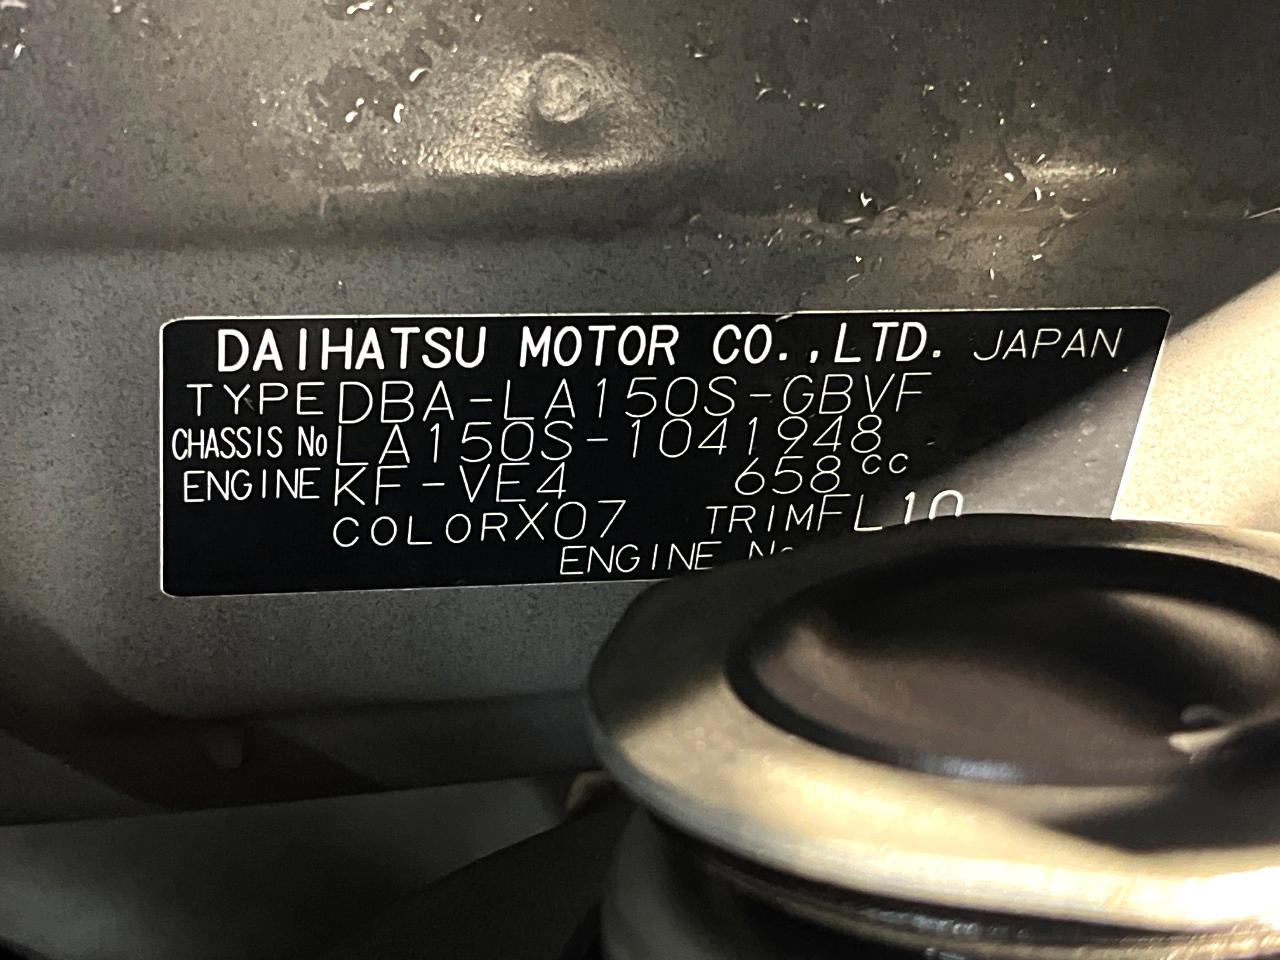 DAIHATSU MOTOR CO.,LTD. JAPAN
TYPE DBA-LA150S-GBVF
CHASSIS No LA150S-1041948
ENGINE KF-VE4 658cc
COLOR X07 TRIM FL10
ENGINE No